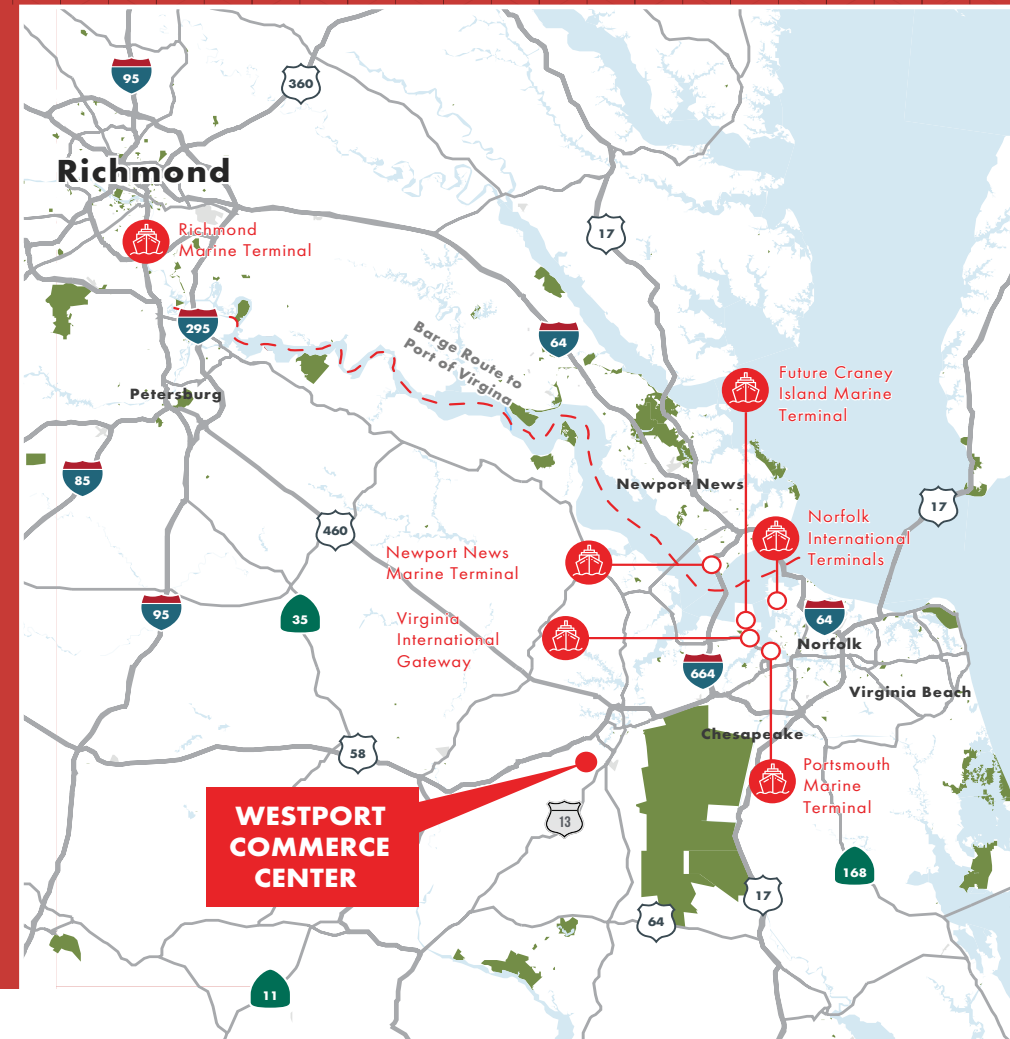 95
360
Richmond
Richmond
Marine Terminal
17
295
64
Barge Route to
Port of Virgina
Future Craney
Island Marine
Terminal
Petersburg
85
Newport News
17
460
Norfolk
International
Terminals
Newport News
Marine Terminal
95
35
Virginia
International
Gateway
64
Norfolk
664
Virginia Beach
Chesapeake
58
Portsmouth
Marine
Terminal
WESTPORT
COMMERCE
CENTER
13
168
17
64
11